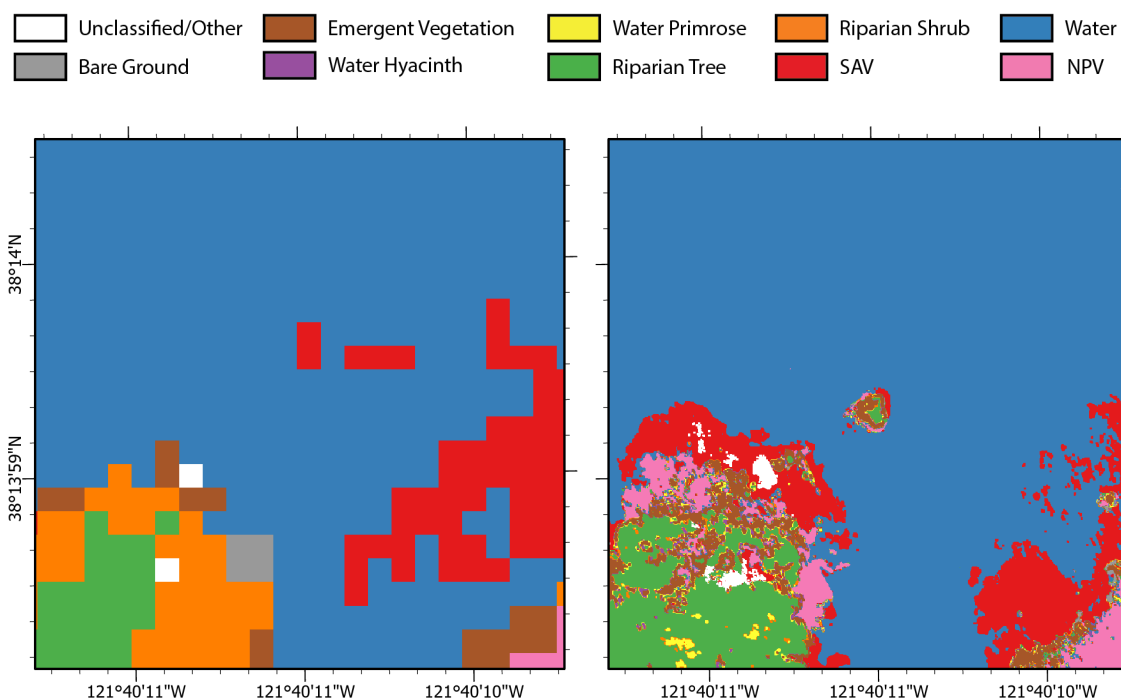 Unclassified/Other Emergent Vegetation Water Primrose Riparian Shrub Water
Bare Ground Water Hyacinth Riparian Tree SAV NPV
38°14'N
38°13'59"N
121°40'11"W 121°40'11"W 121°40'10"W 121°40'11"W 121°40'11"W 121°40'10"W